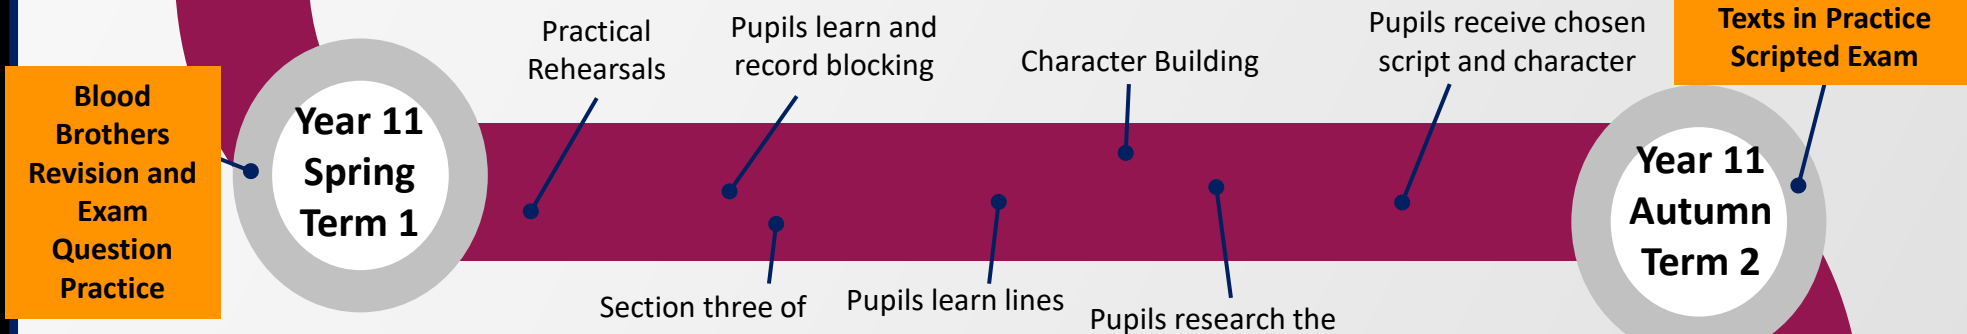 Blood
Brothers
Revision and
Exam
Question
Practice
Year 11
Spring
Term 1
Practical
Rehearsals
Pupils learn and
record blocking
Character Building
Pupils receive chosen
script and character
Texts in Practice
Scripted Exam
Year 11
Autumn
Term 2
Section three of
Pupils learn lines
Pupils research the